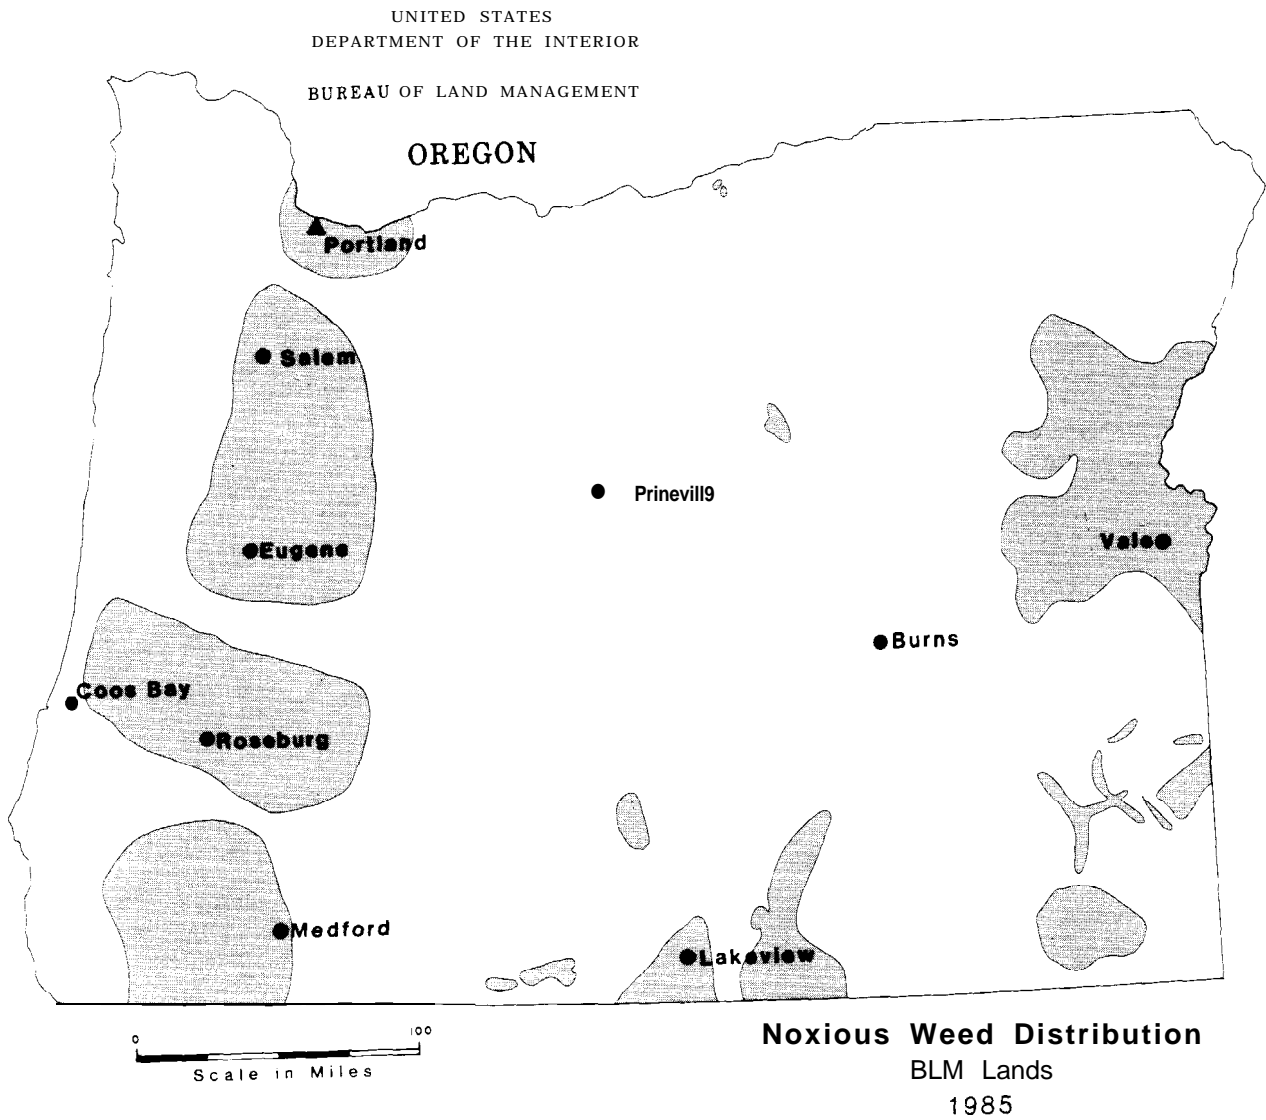 UNITED STATES
DEPARTMENT OF THE INTERIOR
BUREAU OF LAND MANAGEMENT
OREGON
Portland
Salem
Prinevill9
Eugene
Vale
Burns
Coos Bay
Roseburg
Medford
Lakeview
0 100
Scale in Miles
Noxious Weed Distribution
BLM Lands
1985